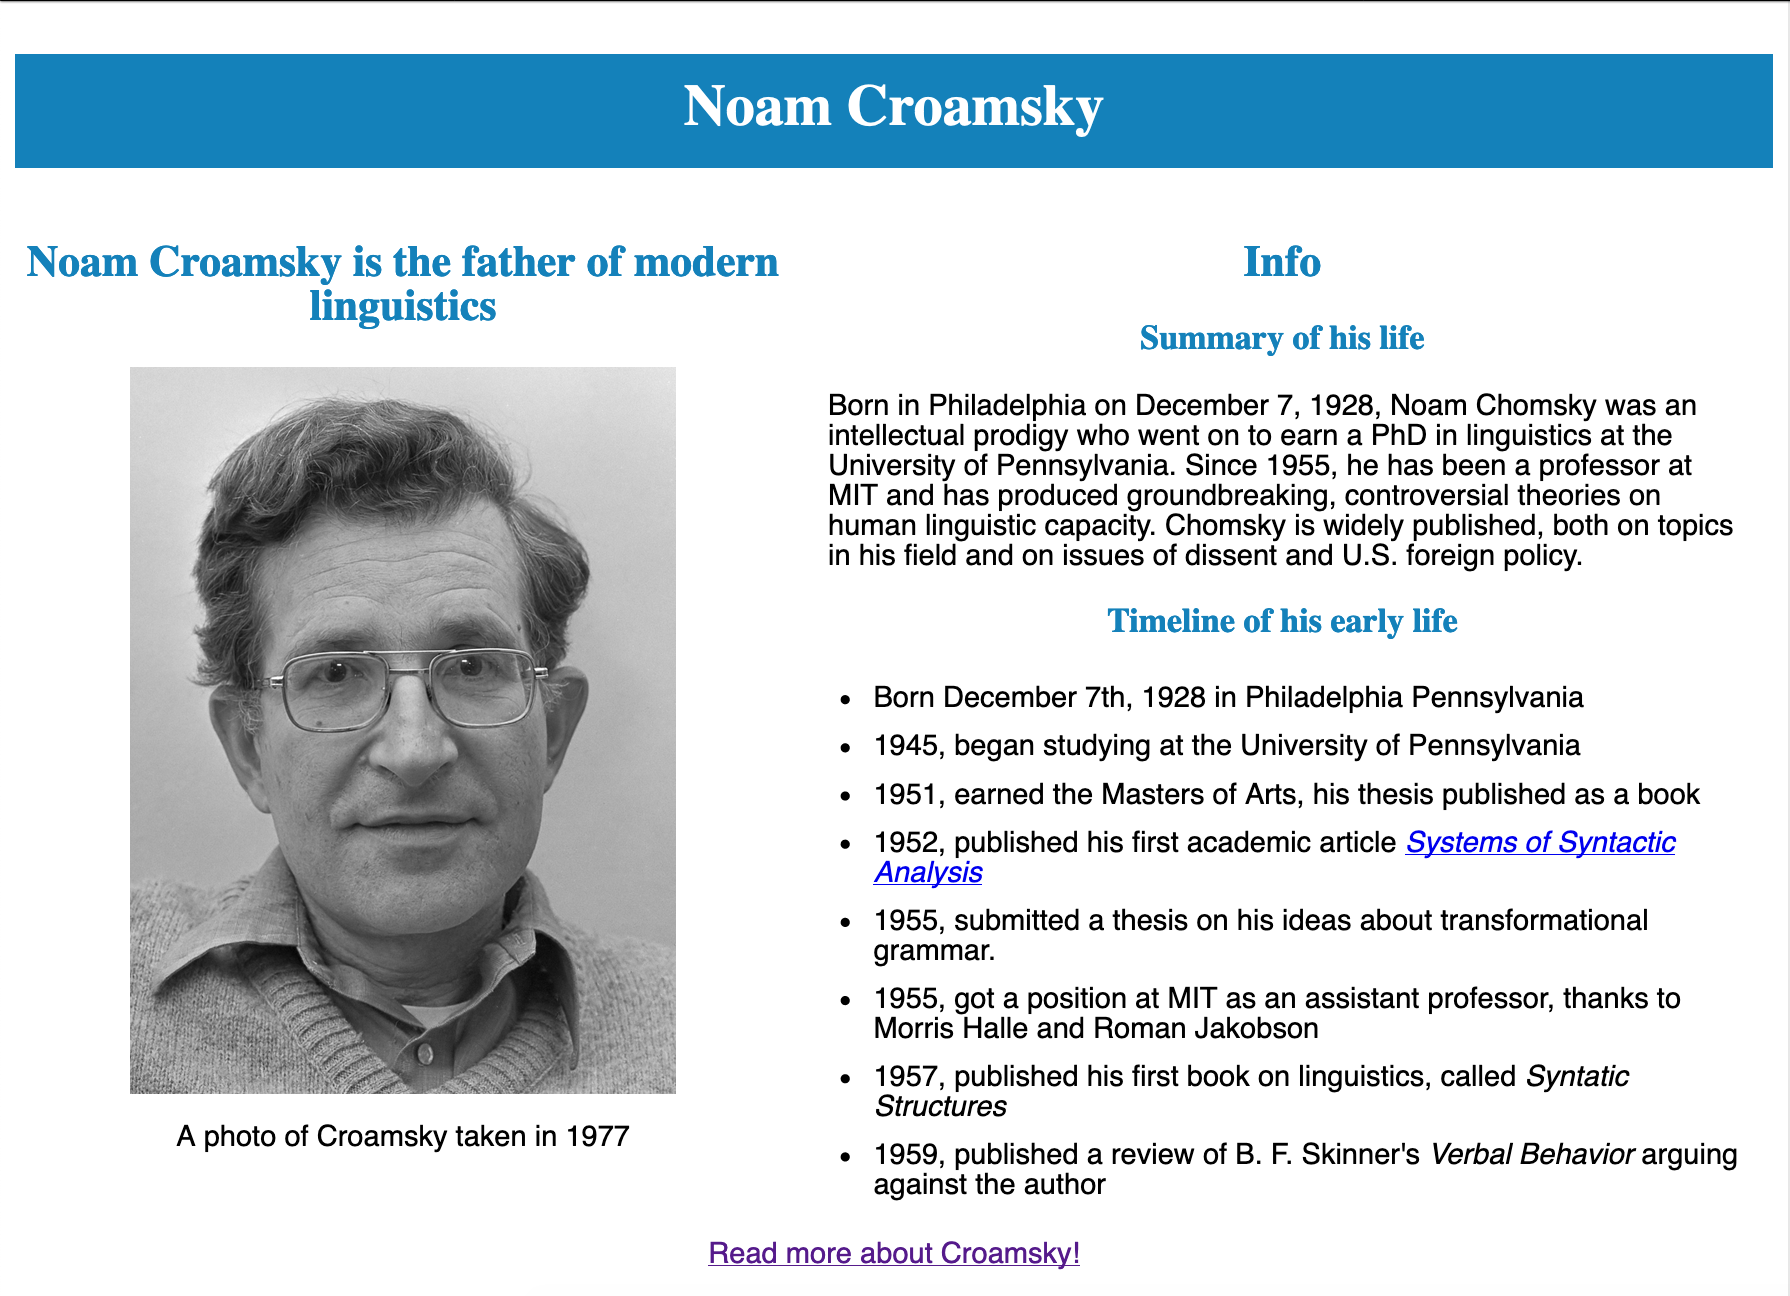 Noam Croamsky
Noam Croamsky is the father of modern
linguistics
A photo of Croamsky taken in 1977
Info
Summary of his life
Born in Philadelphia on December 7, 1928, Noam Chomsky was an
intellectual prodigy who went on to earn a PhD in linguistics at the
University of Pennsylvania. Since 1955, he has been a professor at
MIT and has produced groundbreaking, controversial theories on
human linguistic capacity. Chomsky is widely published, both on topics
in his field and on issues of dissent and U.S. foreign policy.
Timeline of his early life
• Born December 7th, 1928 in Philadelphia Pennsylvania
• 1945, began studying at the University of Pennsylvania
• 1951, earned the Masters of Arts, his thesis published as a book
• 1952, published his first academic article Systems of Syntactic
Analysis
• 1955, submitted a thesis on his ideas about transformational
grammar.
• 1955, got a position at MIT as an assistant professor, thanks to
Morris Halle and Roman Jakobson
• 1957, published his first book on linguistics, called Syntatic
Structures
• 1959, published a review of B. F. Skinner's Verbal Behavior arguing
against the author
Read more about Croamsky!